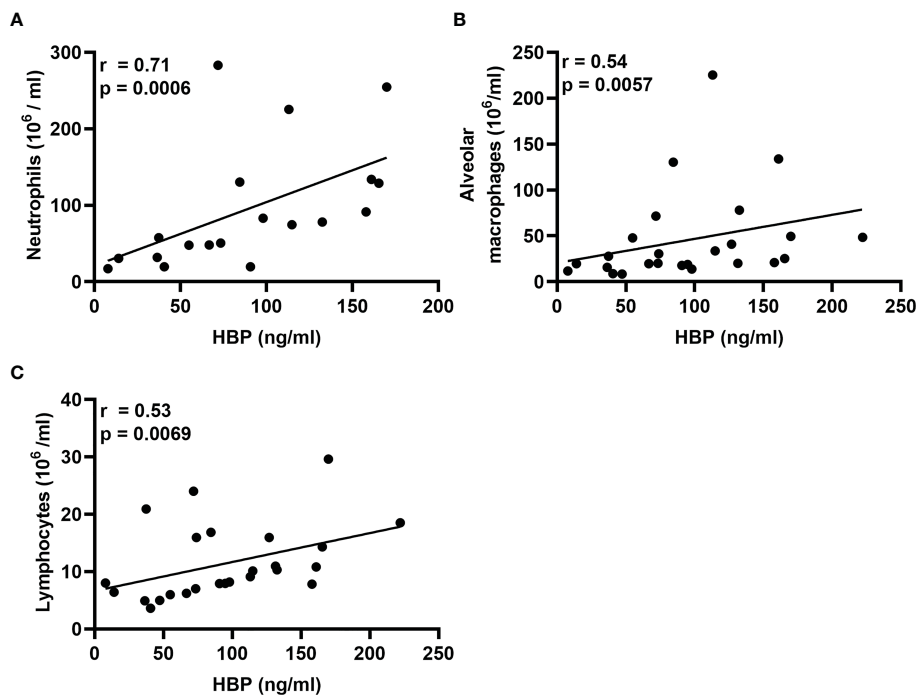 A
Neutrophils (10⁶ / ml)
300
200
100
0
r = 0.71
p = 0.0006
0 50 100 150 200
HBP (ng/ml)
B
Alveolar
macrophages (10⁶/ml)
250
200
150
100
50
0
r = 0.54
p = 0.0057
0 50 100 150 200 250
HBP (ng/ml)
C
Lymphocytes (10⁶ /ml)
40
30
20
10
0
r = 0.53
p = 0.0069
0 50 100 150 200 250
HBP (ng/ml)